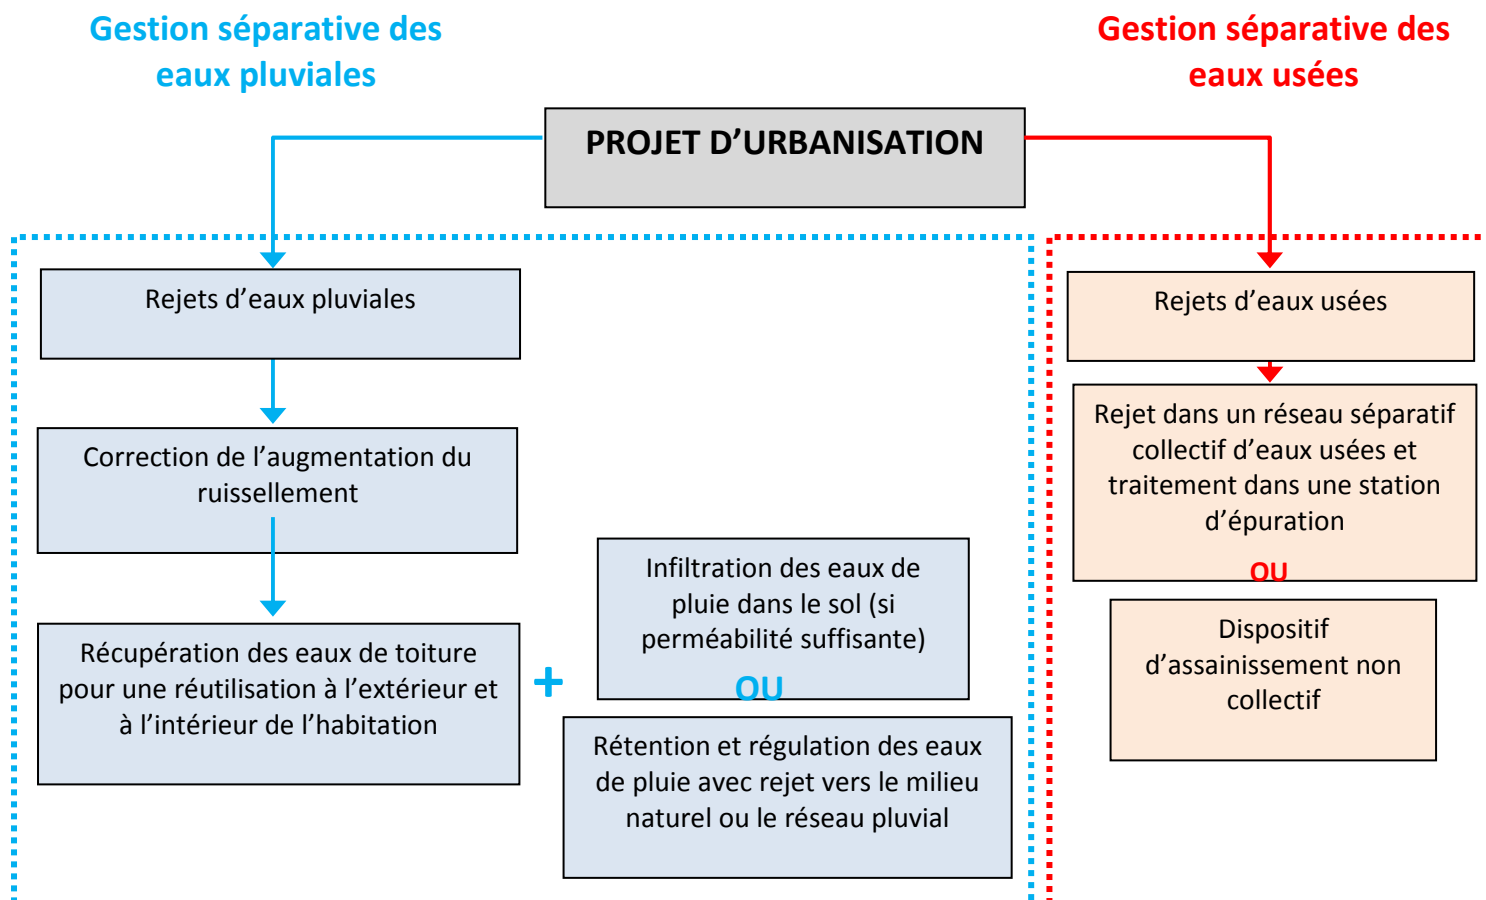 Gestion séparative des
eaux pluviales
Gestion séparative des
eaux usées
PROJET D’URBANISATION
Rejets d’eaux pluviales
Correction de l’augmentation du
ruissellement
Récupération des eaux de toiture
pour une réutilisation à l’extérieur et
à l’intérieur de l’habitation
+
Infiltration des eaux de
pluie dans le sol (si
perméabilité suffisante)
OU
Rétention et régulation des eaux
de pluie avec rejet vers le milieu
naturel ou le réseau pluvial
Rejets d’eaux usées
Rejet dans un réseau séparatif
collectif d’eaux usées et
traitement dans une station
d’épuration
OU
Dispositif
d’assainissement non
collectif